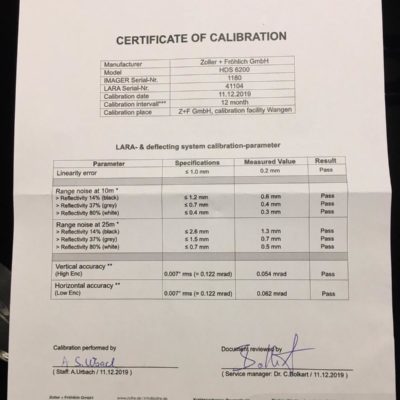 CERTIFICATE OF CALIBRATION
Manufacturer Zoller + Fröhlich GmbH
Model HDS 6200
IMAGER Serial-Nr. 1180
LARA Serial-Nr. 41104
Calibration date 11.12.2019
Calibration intervall*** 12 month
Calibration place Z+F GmbH, calibration facility Wangen
LARA- & deflecting system calibration-parameter
Parameter Specifications Measured Value Result
Linearity error ≤ 1.0 mm 0.2 mm Pass
Range noise at 10m *
> Reflectivity 14% (black) ≤ 1.2 mm 0.6 mm Pass
> Reflectivity 37% (grey) ≤ 0.7 mm 0.4 mm Pass
> Reflectivity 80% (white) ≤ 0.4 mm 0.3 mm Pass
Range noise at 25m *
> Reflectivity 14% (black) ≤ 2.6 mm 1.3 mm Pass
> Reflectivity 37% (grey) ≤ 1.5 mm 0.7 mm Pass
> Reflectivity 80% (white) ≤ 0.7 mm 0.5 mm Pass
Vertical accuracy **
(High Enc) 0.007° rms (= 0.122 mrad) 0.054 mrad Pass
Horizontal accuracy **
(Low Enc) 0.007° rms (= 0.122 mrad) 0.062 mrad Pass
Calibration performed by Document reviewed by
A. S. Urbach
( Staff: A.Urbach / 11.12.2019 ) ( Service manager: Dr. C.Bolkart / 11.12.2019 )
Zoller + Fröhlich GmbH